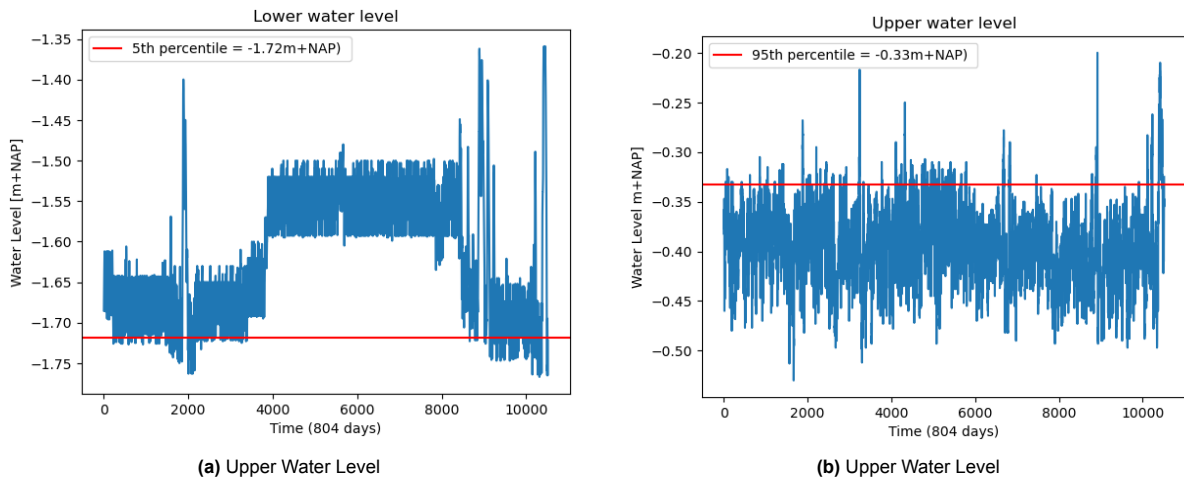 Lower water level
5th percentile = -1.72m+NAP)
Water Level [m+NAP]
−1.35
−1.40
−1.45
−1.50
−1.55
−1.60
−1.65
−1.70
−1.75
0 2000 4000 6000 8000 10000
Time (804 days)
(a) Upper Water Level
Upper water level
95th percentile = -0.33m+NAP)
Water Level m+NAP]
−0.20
−0.25
−0.30
−0.35
−0.40
−0.45
−0.50
0 2000 4000 6000 8000 10000
Time (804 days)
(b) Upper Water Level